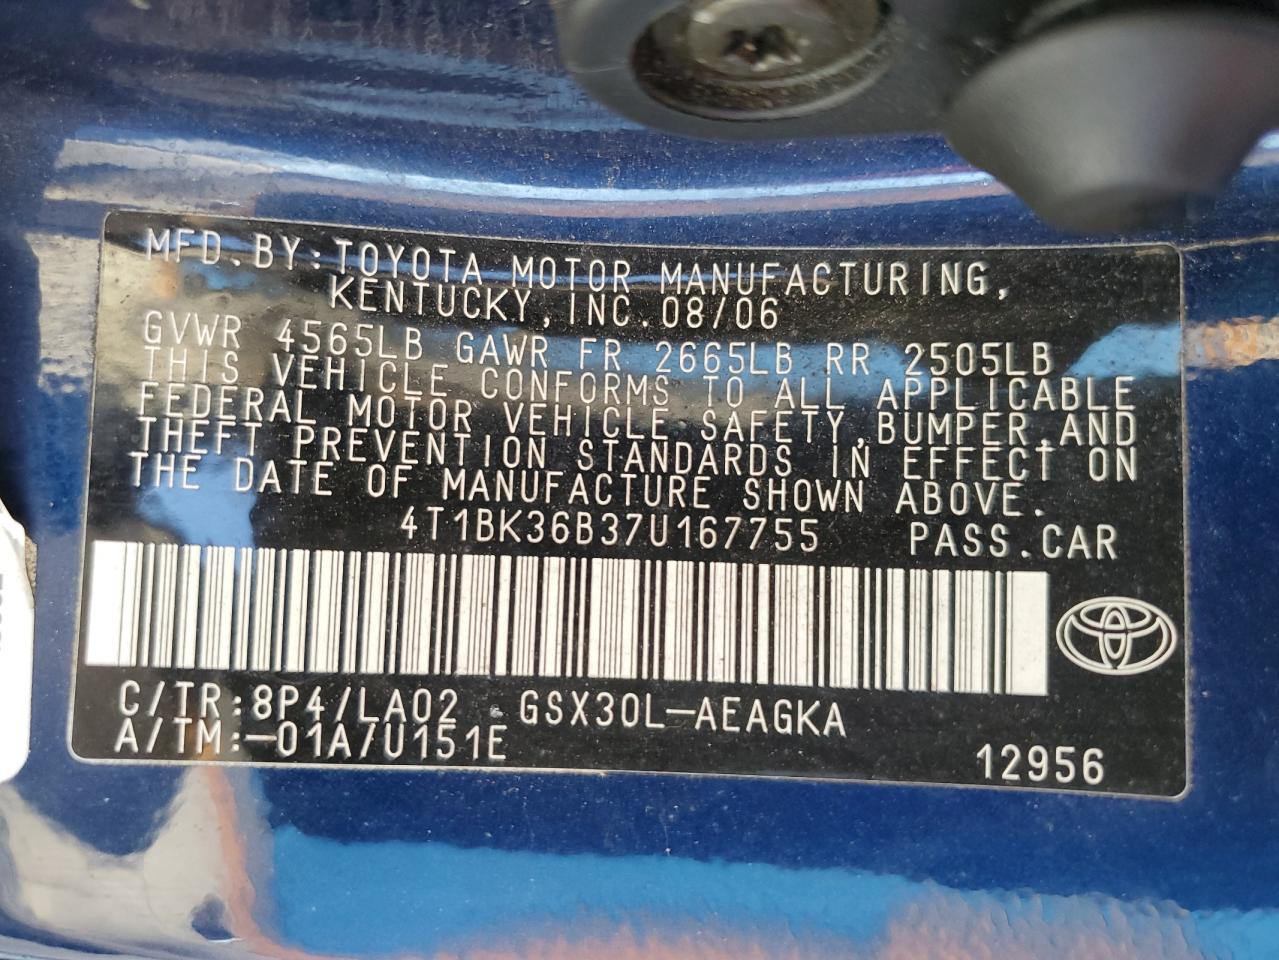 MFD.BY:TOYOTA MOTOR MANUFACTURING,
KENTUCKY,INC.08/06
GVWR 4565LB GAWR FR 2665LB RR 2505LB
THIS VEHICLE CONFORMS TO ALL APPLICABLE
FEDERAL MOTOR VEHICLE SAFETY,BUMPER,AND
THEFT PREVENTION STANDARDS IN EFFECT ON
THE DATE OF MANUFACTURE SHOWN ABOVE.
4T1BK36B37U167755 PASS.CAR
C/TR:8P4/LA02 GSX30L-AEAGKA
A/TM:-01A/U151E
12956